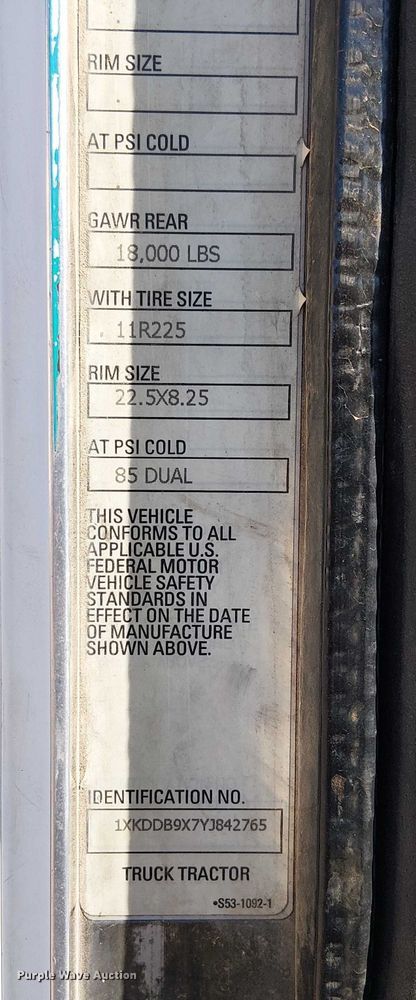 RIM SIZE
AT PSI COLD
GAWR REAR
18,000 LBS
WITH TIRE SIZE
11R225
RIM SIZE
22.5X8.25
AT PSI COLD
85 DUAL
THIS VEHICLE
CONFORMS TO ALL
APPLICABLE U.S.
FEDERAL MOTOR
VEHICLE SAFETY
STANDARDS IN
EFFECT ON THE DATE
OF MANUFACTURE
SHOWN ABOVE.
IDENTIFICATION NO.
1XKDDB9X7YJ842765
TRUCK TRACTOR
•S53-1092-1
Purple Wave Auction